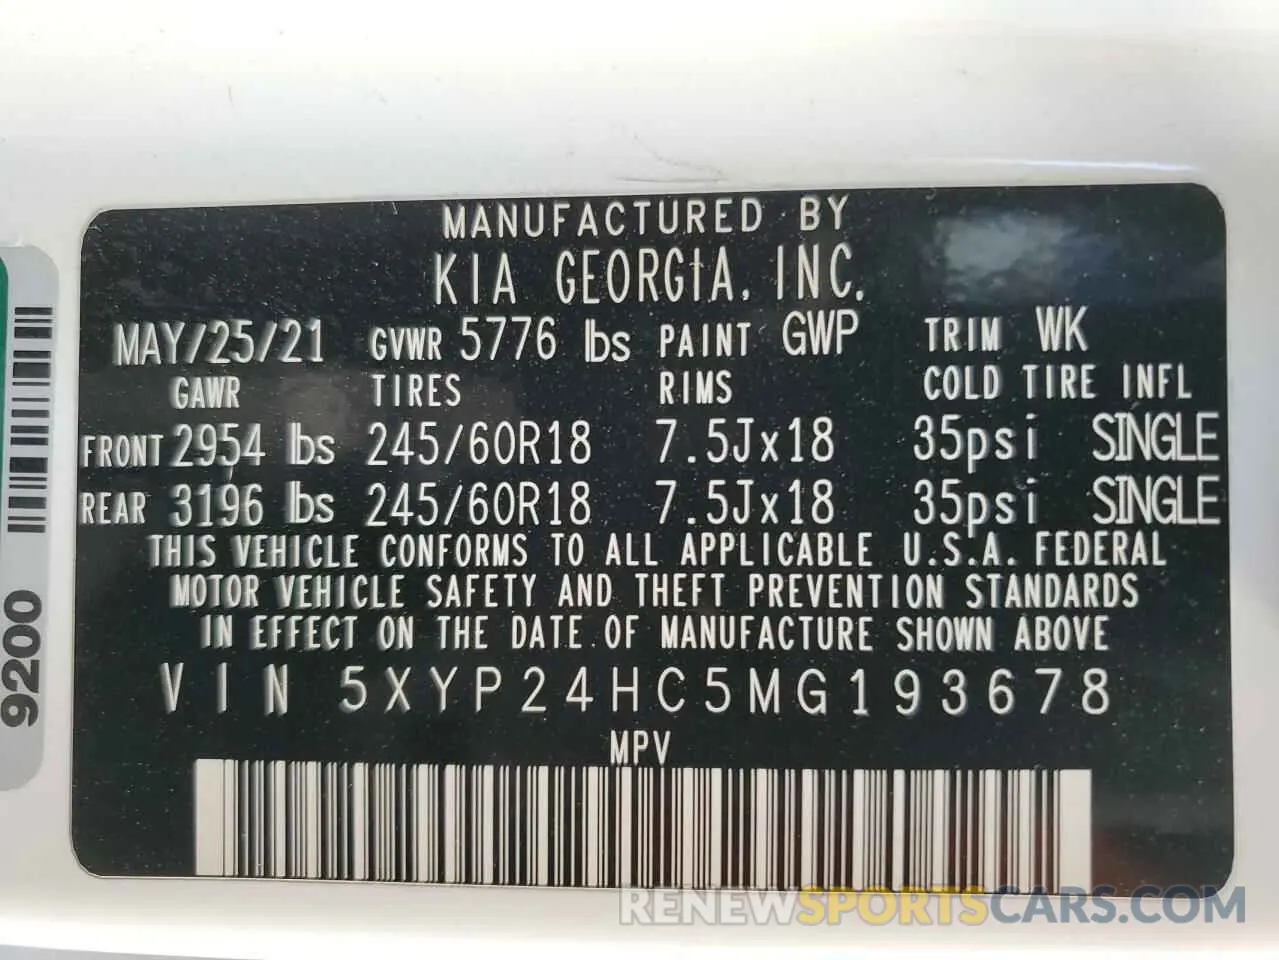 MANUFACTURED BY
KIA GEORGIA, INC.
MAY/25/21 GVWR 5776 lbs PAINT GWP TRIM WK
GAWR TIRES RIMS COLD TIRE INFL
FRONT 2954 lbs 245/60R18 7.5Jx18 35psi SINGLE
REAR 3196 lbs 245/60R18 7.5Jx18 35psi SINGLE
THIS VEHICLE CONFORMS TO ALL APPLICABLE U.S.A. FEDERAL
MOTOR VEHICLE SAFETY AND THEFT PREVENTION STANDARDS
IN EFFECT ON THE DATE OF MANUFACTURE SHOWN ABOVE
VIN 5XYP24HC5MG193678
MPV
9200
RENEWSPORTSCARS.COM